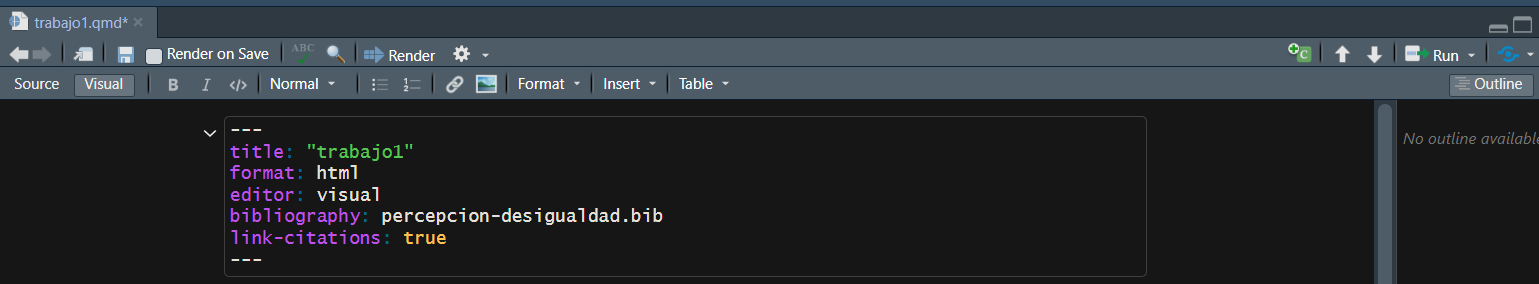 trabajo1.qmd*
Render on Save ABC Render Run
Source Visual B I </> Normal Format Insert Table Outline
---
title: "trabajo1"
format: html
editor: visual
bibliography: percepcion-desigualdad.bib
link-citations: true
---
No outline available